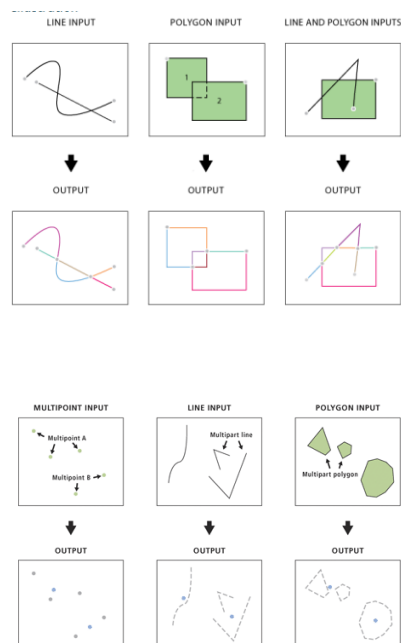 LINE INPUT POLYGON INPUT LINE AND POLYGON INPUTS
1
2
OUTPUT OUTPUT OUTPUT
MULTIPOINT INPUT LINE INPUT POLYGON INPUT
Multipoint A
Multipart line
Multipoint B
Multipart polygon
OUTPUT OUTPUT OUTPUT